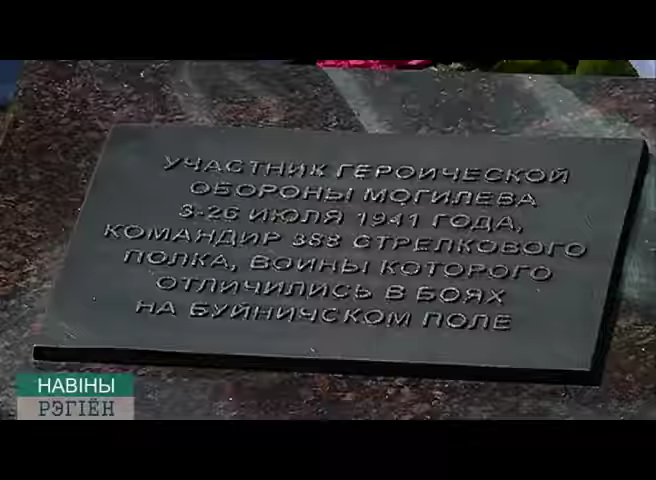 УЧАСТНИК ГЕРОИЧЕСКОЙ
ОБОРОНЫ МОГИЛЕВА
3-26 ИЮЛЯ 1941 ГОДА,
КОМАНДИР 388 СТРЕЛКОВОГО
ПОЛКА, ВОИНЫ КОТОРОГО
ОТЛИЧИЛИСЬ В БОЯХ
НА БУЙНИЧСКОМ ПОЛЕ
НАВІНЫ
РЭГІЁН